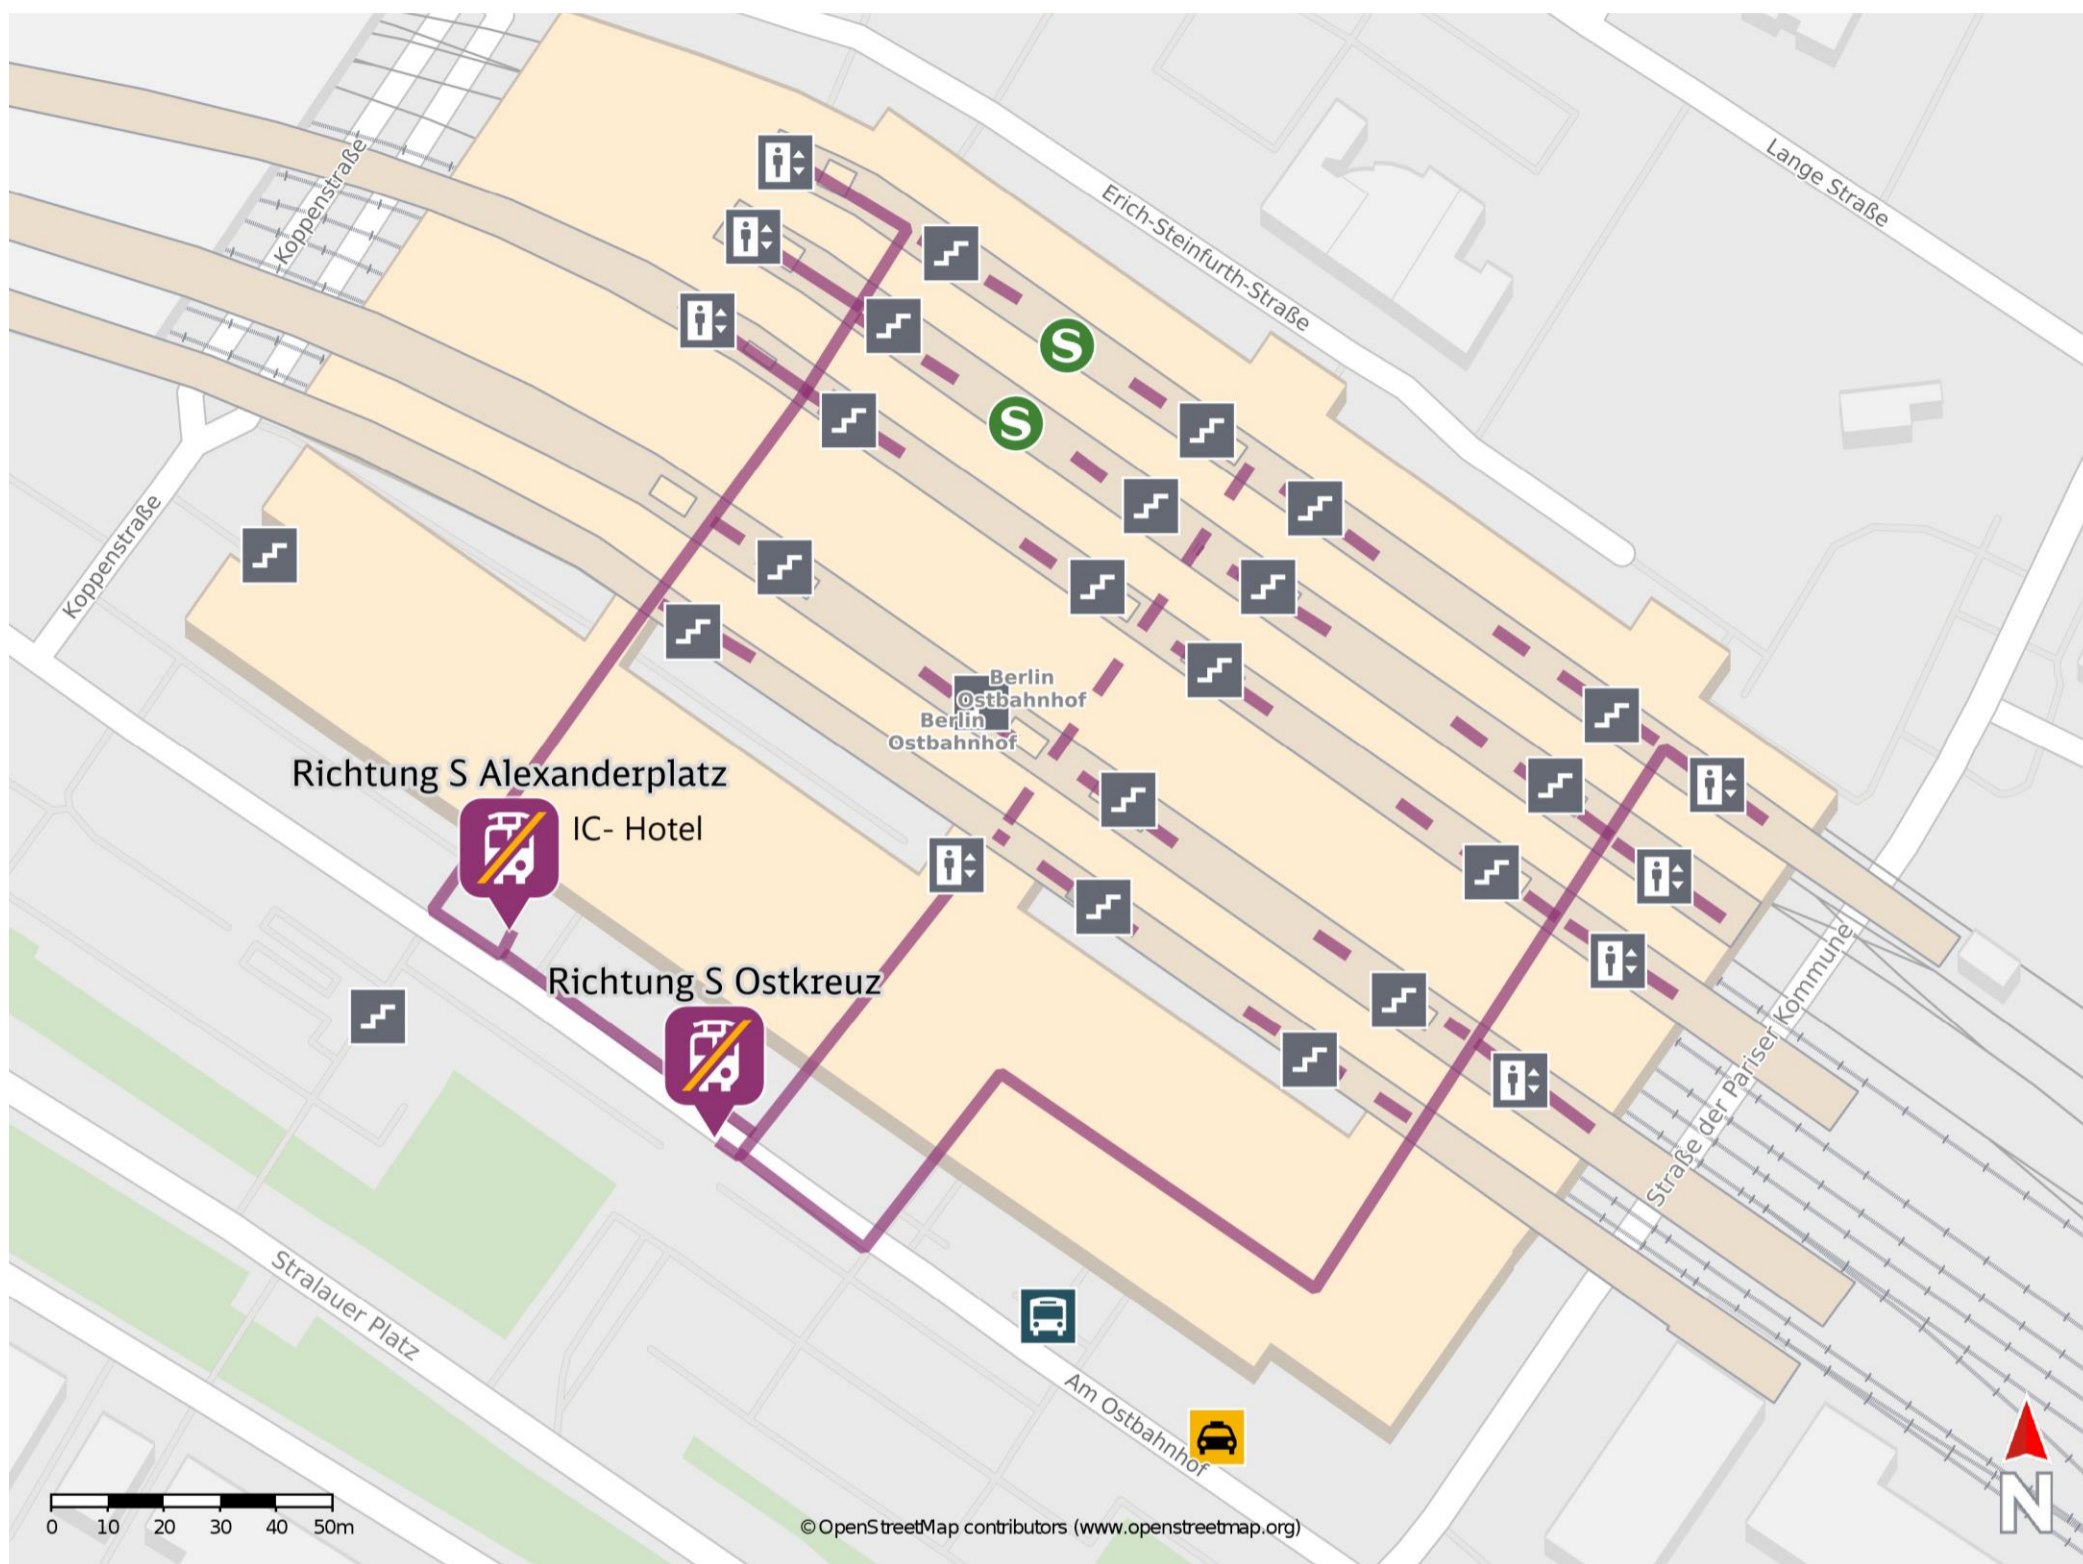 Koppenstraße
Lange Straße
Erich-Steinfurth-Straße
S
S
Koppenstraße
Berlin
Ostbahnhof
Berlin
Ostbahnhof
Richtung S Alexanderplatz
IC- Hotel
Richtung S Ostkreuz
Straße der Pariser Kommune
Stralauer Platz
Am Ostbahnhof
N
0 10 20 30 40 50m
© OpenStreetMap contributors (www.openstreetmap.org)